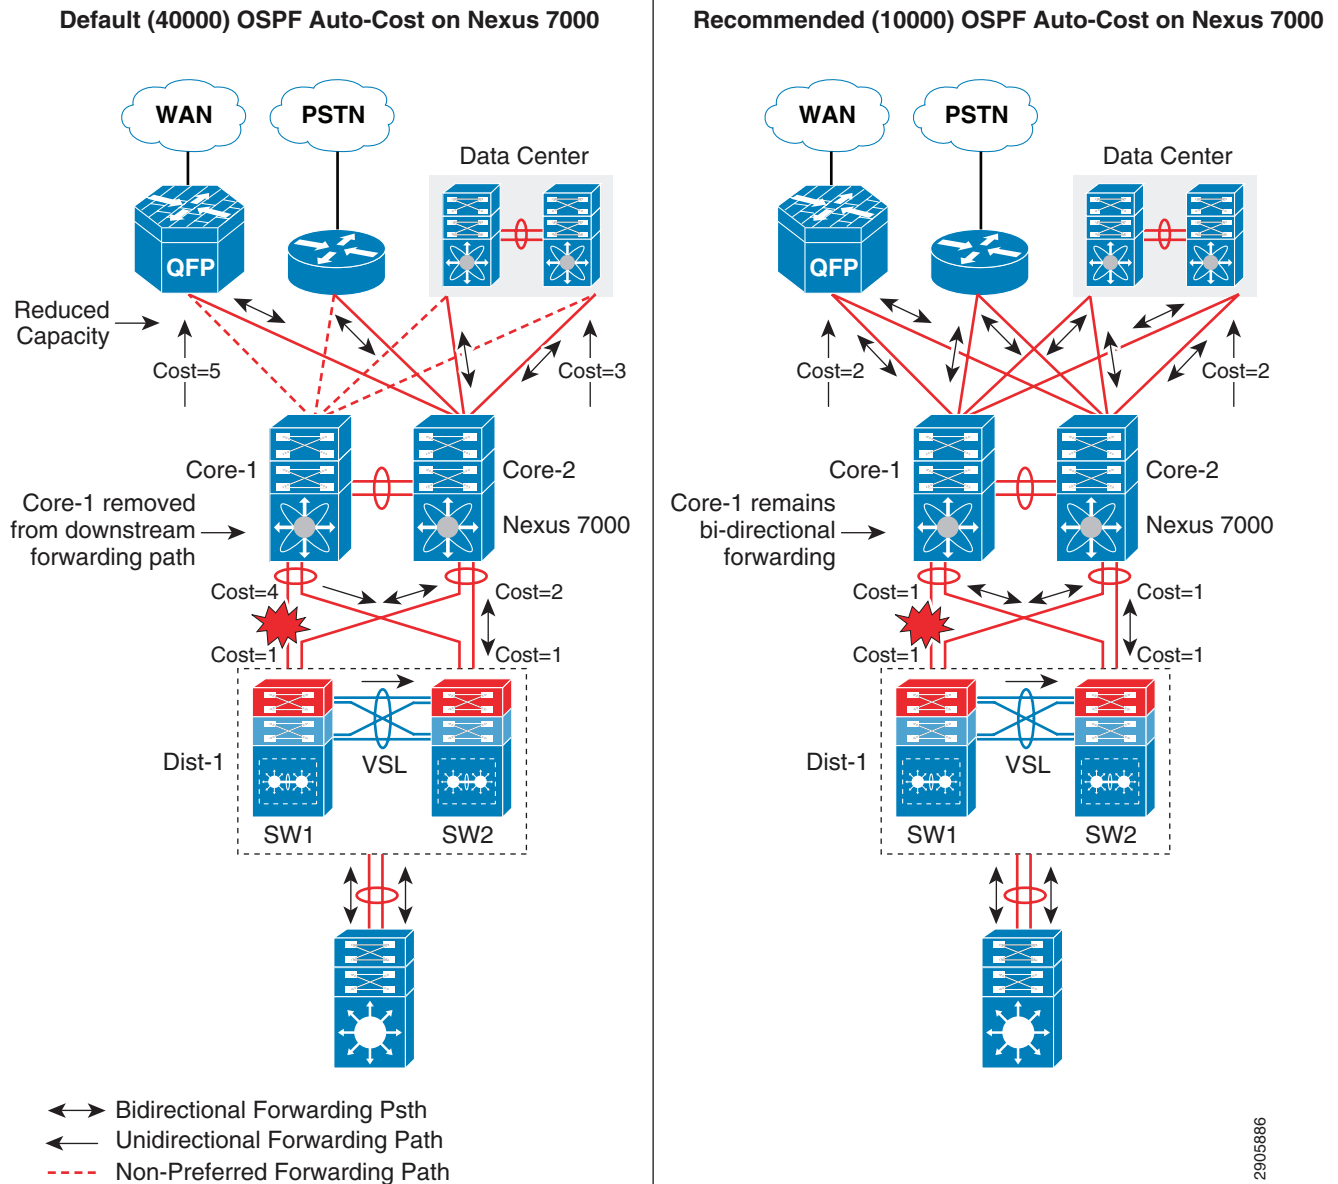 Default (40000) OSPF Auto-Cost on Nexus 7000
WAN
PSTN
Data Center
QFP
Reduced
Capacity
Cost=5
Cost=3
Core-1
Core-2
Core-1 removed
from downstream
forwarding path
Nexus 7000
Cost=4
Cost=2
Cost=1
Cost=1
Dist-1
VSL
SW1
SW2
Bidirectional Forwarding Psth
Unidirectional Forwarding Path
Non-Preferred Forwarding Path
Recommended (10000) OSPF Auto-Cost on Nexus 7000
WAN
PSTN
Data Center
QFP
Cost=2
Cost=2
Core-1
Core-2
Core-1 remains
bi-directional
forwarding
Nexus 7000
Cost=1
Cost=1
Cost=1
Cost=1
Dist-1
VSL
SW1
SW2
2905886